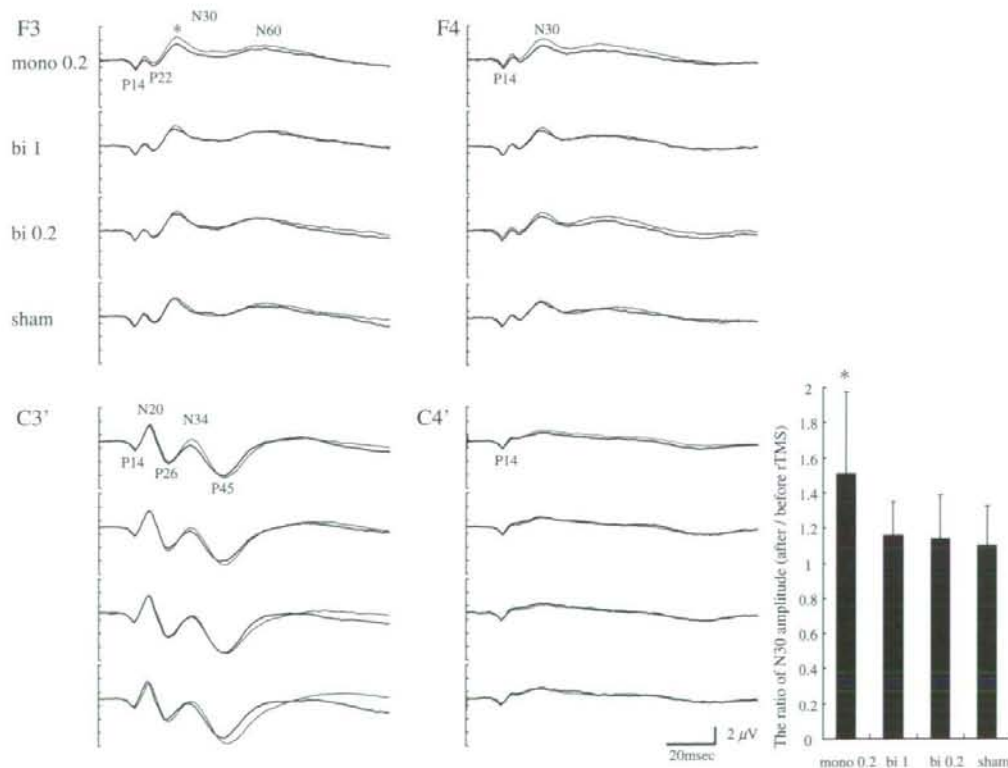 F3
*
N30
N60
mono 0.2
P14
P22
F4
N30
P14
bi 1
bi 0.2
sham
C3'
N20
N34
P14
P26
P45
C4'
P14
2 μV
20msec
*
The ratio of N30 amplitude (after / before rTMS)
2
1.8
1.6
1.4
1.2
1
0.8
0.6
0.4
0.2
0
mono 0.2
bi 1
bi 0.2
sham